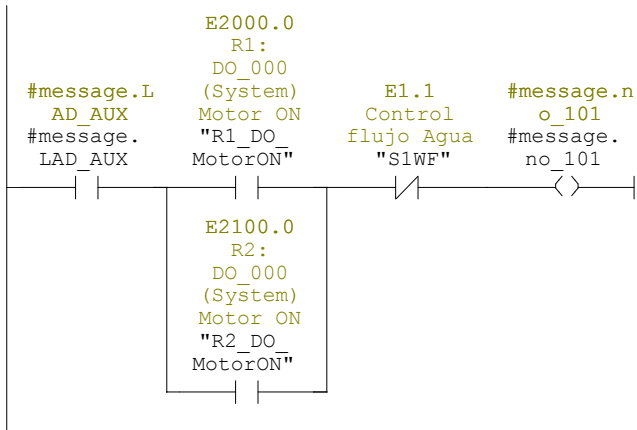 E2000.0
R1:
DO_000
(System)
Motor ON
"R1_DO_
MotorON"
#message.L
AD_AUX
#message.
LAD_AUX
E1.1
Control
flujo Agua
"S1WF"
#message.n
o_101
#message.
no_101
E2100.0
R2:
DO_000
(System)
Motor ON
"R2_DO_
MotorON"